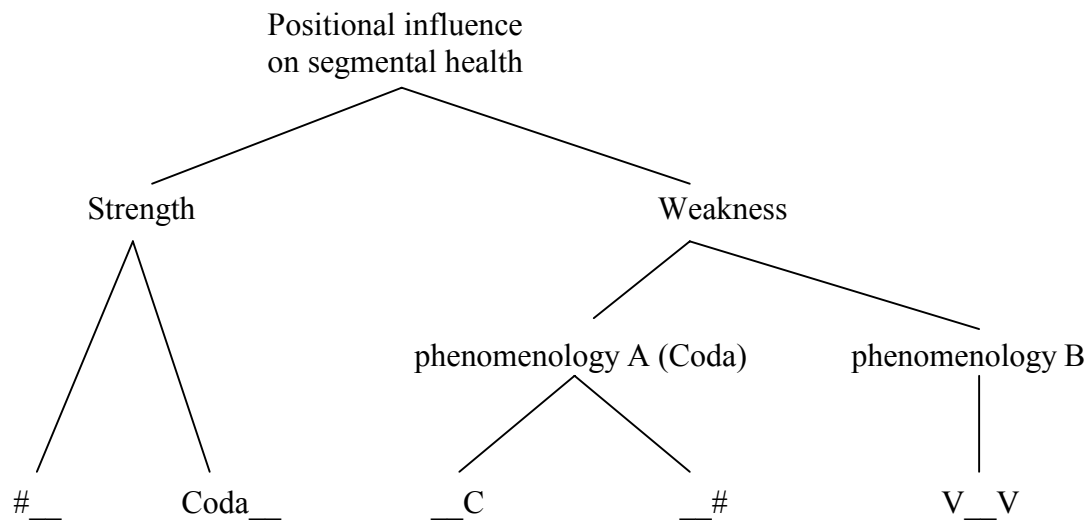 Positional influence
on segmental health
Strength Weakness
phenomenology A (Coda) phenomenology B
#__ Coda__ __C __# V__V